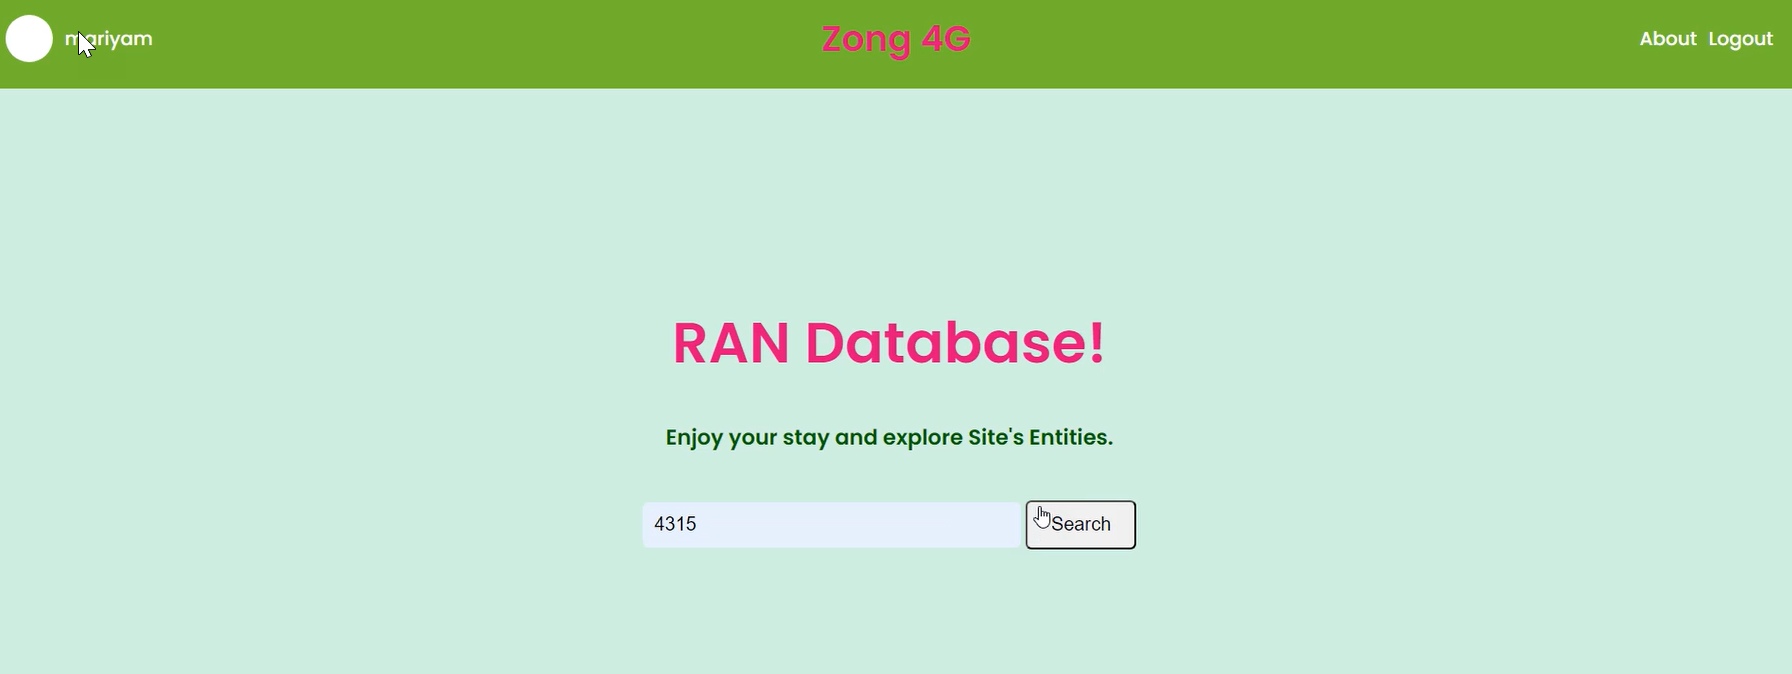 mariyam
Zong 4G
About Logout
RAN Database!
Enjoy your stay and explore Site's Entities.
4315
Search